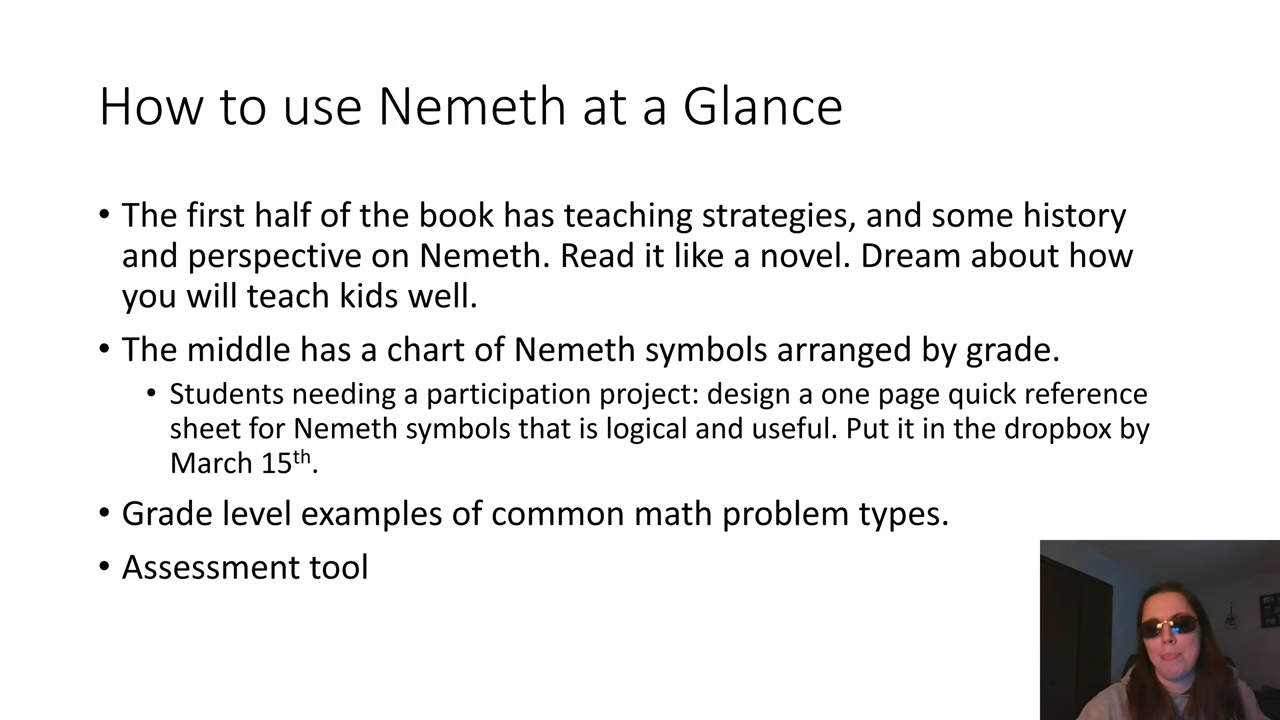 How to use Nemeth at a Glance
• The first half of the book has teaching strategies, and some history
and perspective on Nemeth. Read it like a novel. Dream about how
you will teach kids well.
• The middle has a chart of Nemeth symbols arranged by grade.
• Students needing a participation project: design a one page quick reference
sheet for Nemeth symbols that is logical and useful. Put it in the dropbox by
March 15th.
• Grade level examples of common math problem types.
• Assessment tool